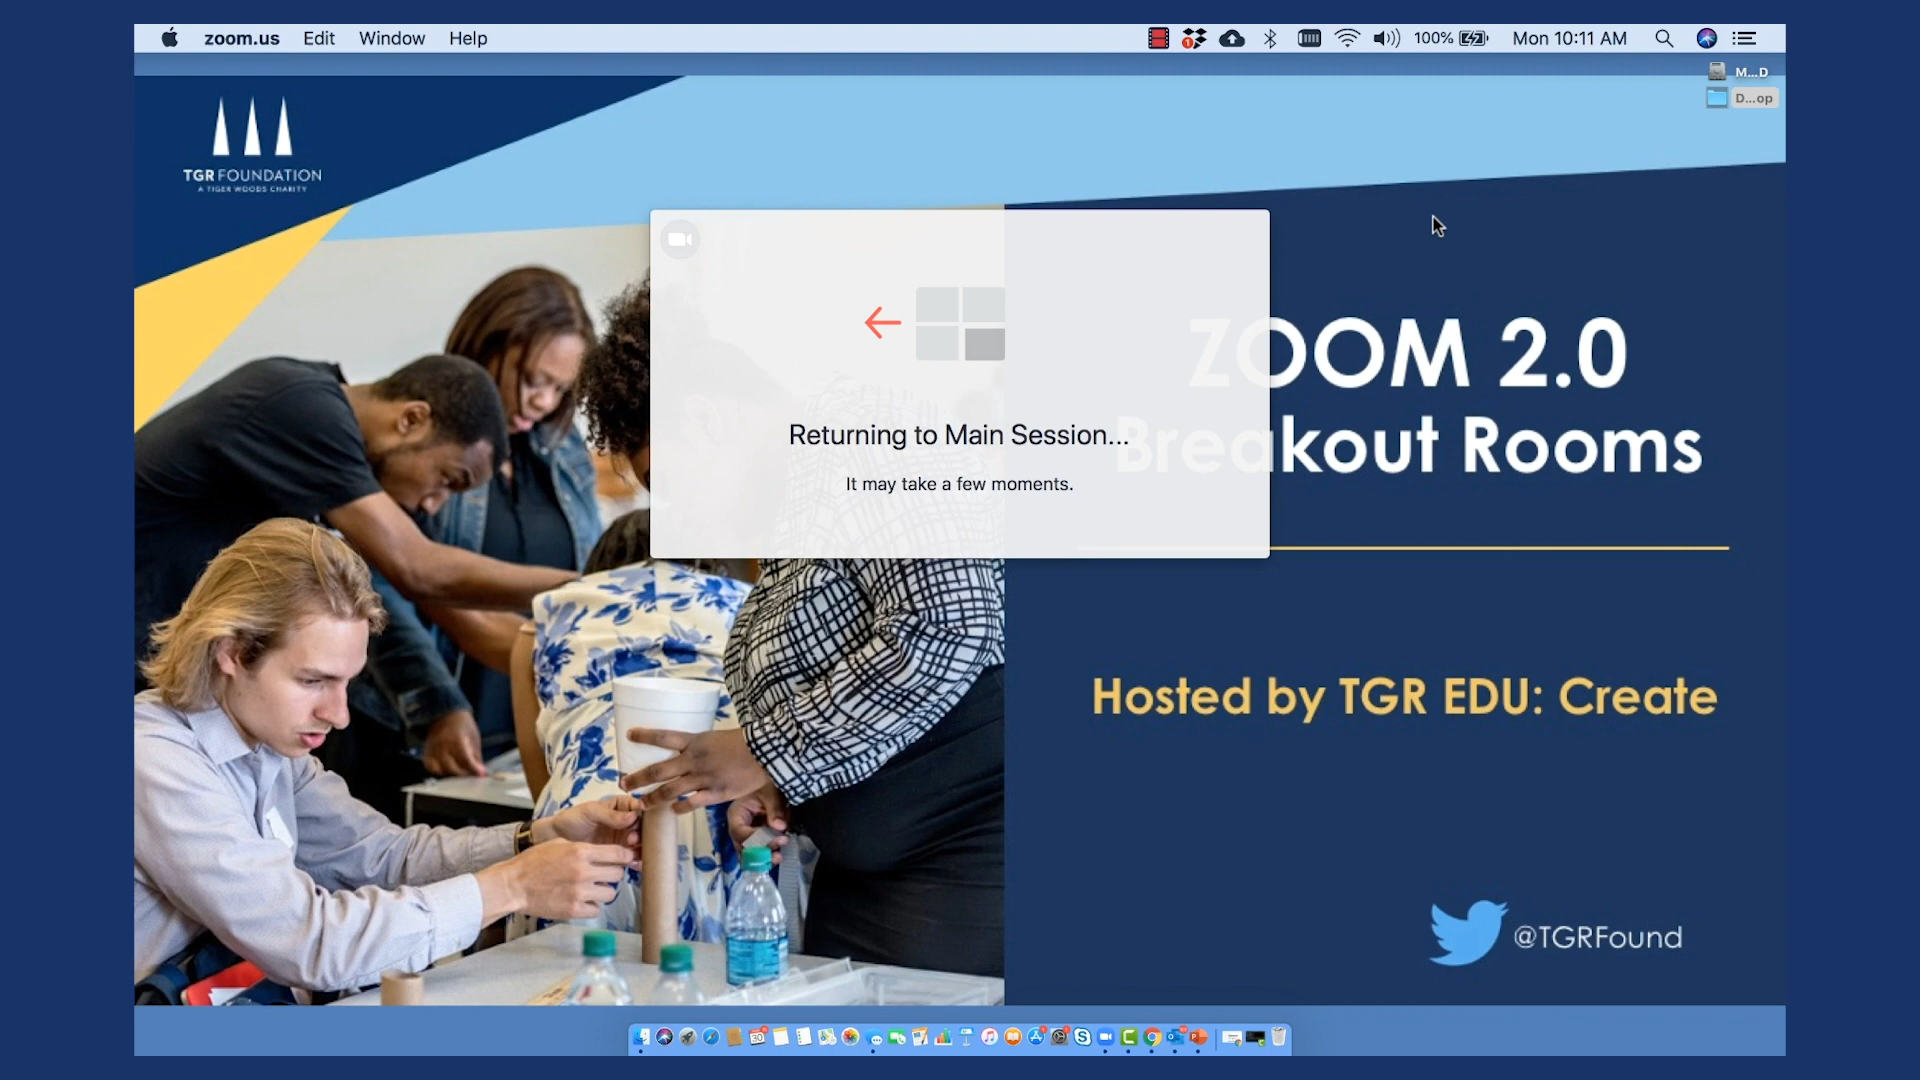 zoom.us Edit Window Help
100% Mon 10:11 AM
M...D
D...op
TGR FOUNDATION
A TIGER WOODS CHARITY
Returning to Main Session...
It may take a few moments.
ZOOM 2.0
Breakout Rooms
Hosted by TGR EDU: Create
@TGRFound
30